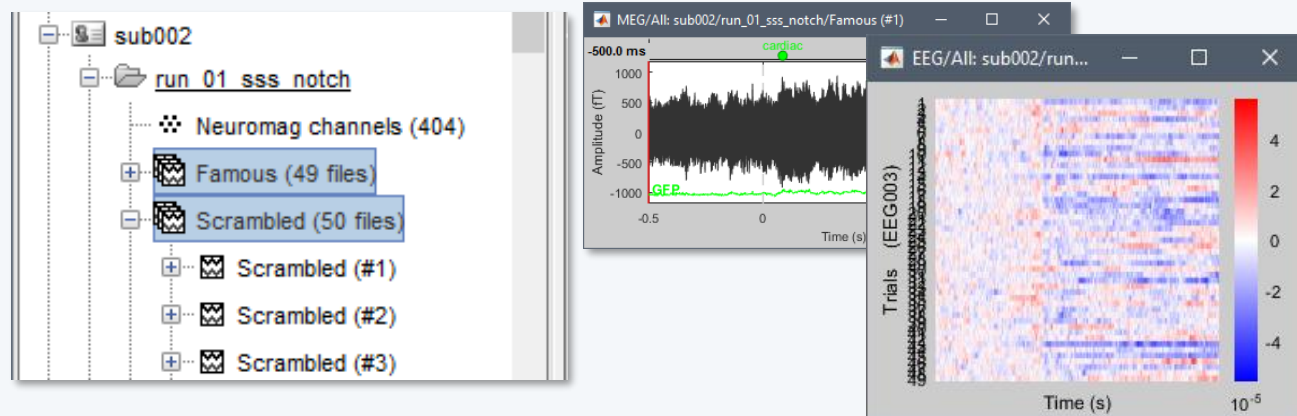 sub002
run_01_sss_notch
Neuromag channels (404)
Famous (49 files)
Scrambled (50 files)
Scrambled (#1)
Scrambled (#2)
Scrambled (#3)
MEG/All: sub002/run_01_sss_notch/Famous (#1)
-500.0 ms
cardiac
Amplitude (fT)
1000
500
0
-500
-1000
GFP
-0.5
0
Time (s)
EEG/All: sub002/run...
Trials (EEG003)
1
49
4
2
0
-2
-4
Time (s)
10-5